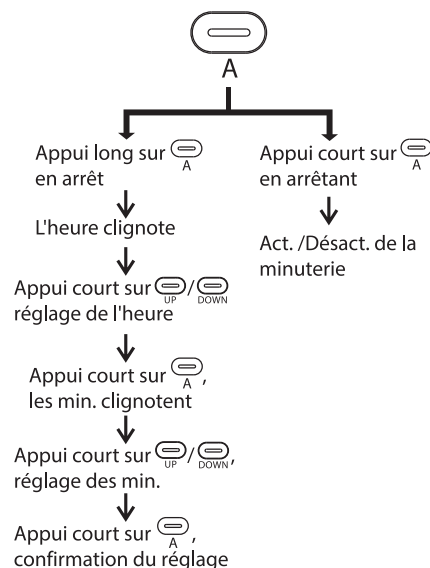 A
Appui long sur A
en arrêt
L'heure clignote
Appui court sur UP / DOWN
réglage de l'heure
Appui court sur A,
les min. clignotent
Appui court sur UP / DOWN,
réglage des min.
Appui court sur A,
confirmation du réglage
Appui court sur A
en arrêtant
Act. /Désact. de la
minuterie